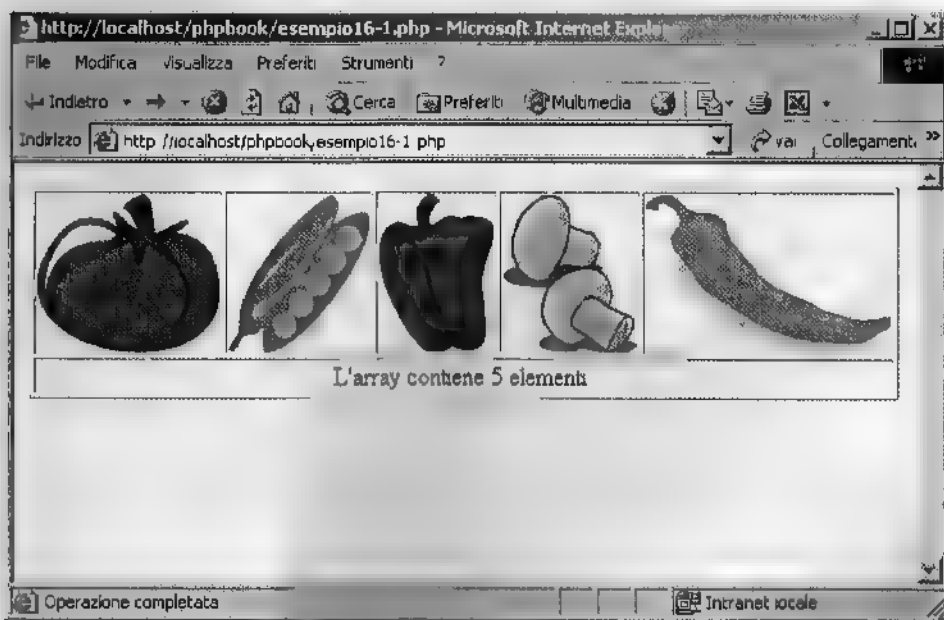 http://localhost/phpbook/esempio16-1.php - Microsoft Internet Explo
File Modifica Visualizza Preferiti Strumenti ?
Indietro Cerca Preferiti Multimedia
Indirizzo http://localhost/phpbook/esempio16-1.php Vai Collegamenti »
L'array contiene 5 elementi
Operazione completata Intranet locale